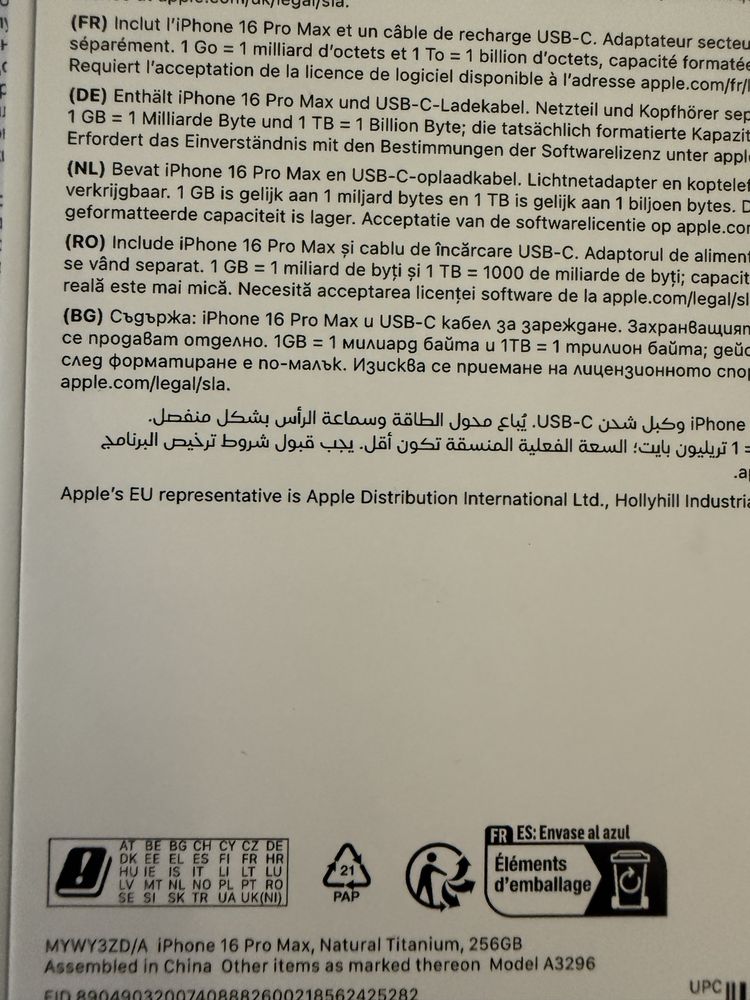 at apple.com/uk/legal/sla.
(FR) Inclut l’iPhone 16 Pro Max et un câble de recharge USB-C. Adaptateur secteu
séparément. 1 Go = 1 milliard d’octets et 1 To = 1 billion d’octets, capacité formatée
Requiert l’acceptation de la licence de logiciel disponible à l’adresse apple.com/fr/l
(DE) Enthält iPhone 16 Pro Max und USB-C-Ladekabel. Netzteil und Kopfhörer sep
1 GB = 1 Milliarde Byte und 1 TB = 1 Billion Byte; die tatsächlich formatierte Kapazit
Erfordert das Einverständnis mit den Bestimmungen der Softwarelizenz unter appl
(NL) Bevat iPhone 16 Pro Max en USB-C-oplaadkabel. Lichtnetadapter en koptelef
verkrijgbaar. 1 GB is gelijk aan 1 miljard bytes en 1 TB is gelijk aan 1 biljoen bytes. D
geformatteerde capaciteit is lager. Acceptatie van de softwarelicentie op apple.com
(RO) Include iPhone 16 Pro Max și cablu de încărcare USB-C. Adaptorul de aliment
se vând separat. 1 GB = 1 miliard de byți și 1 TB = 1000 de miliarde de byți; capacit
reală este mai mică. Necesită acceptarea licenței software de la apple.com/legal/sl
(BG) Съдържа: iPhone 16 Pro Max и USB-C кабел за зареждане. Захранващият
се продават отделно. 1GB = 1 милиард байта и 1TB = 1 трилион байта; дейс
след форматиране е по-малък. Изисква се приемане на лицензионното спор
apple.com/legal/sla.
iPhone وكبل شحن USB-C. يُباع محول الطاقة وسماعة الرأس بشكل منفصل.
= 1 تريليون بايت؛ السعة الفعلية المنسقة تكون أقل. يجب قبول شروط ترخيص البرنامج
.ap
Apple’s EU representative is Apple Distribution International Ltd., Hollyhill Industria
FR ES: Envase al azul
Éléments
d’emballage
AT BE BG CH CY CZ DE
DK EE EL ES FI FR HR
HU IE IS IT LI LT LU
LV MT NL NO PL PT RO
SE SI SK TR UA UK(NI)
21
PAP
MYWY3ZD/A iPhone 16 Pro Max, Natural Titanium, 256GB
Assembled in China Other items as marked thereon Model A3296
EID 89049032007408882600218562425282
UPC